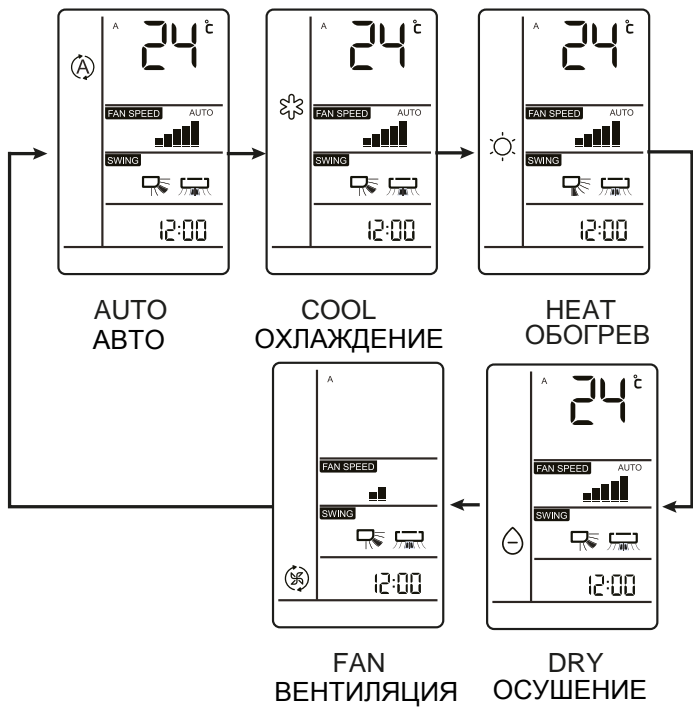 A
24°c
FAN SPEED AUTO
SWING
12:00
A
24°c
FAN SPEED AUTO
SWING
12:00
A
24°c
FAN SPEED AUTO
SWING
12:00
AUTO
АВТО
COOL
ОХЛАЖДЕНИЕ
HEAT
ОБОГРЕВ
A
FAN SPEED
SWING
12:00
A
24°c
FAN SPEED AUTO
SWING
12:00
FAN
ВЕНТИЛЯЦИЯ
DRY
ОСУШЕНИЕ